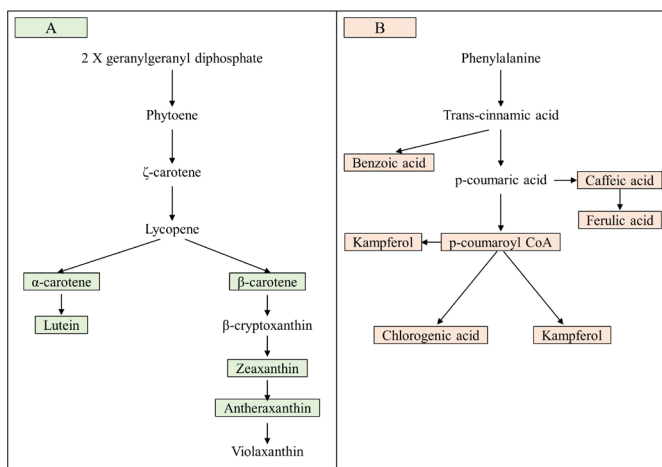 A
2 X geranylgeranyl diphosphate
Phytoene
ζ-carotene
Lycopene
α-carotene
β-carotene
Lutein
β-cryptoxanthin
Zeaxanthin
Antheraxanthin
Violaxanthin
B
Phenylalanine
Trans-cinnamic acid
Benzoic acid
p-coumaric acid
Caffeic acid
Ferulic acid
Kampferol
p-coumaroyl CoA
Chlorogenic acid
Kampferol